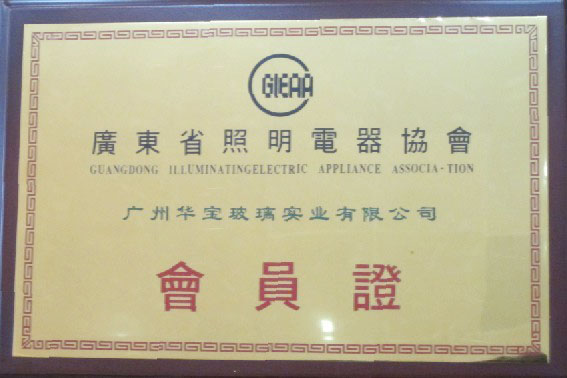 GIEAA
廣東省照明電器協會
GUANGDONG ILLUMINATINGELECTRIC APPLIANCE ASSOCIA-TION
广州华宝玻璃实业有限公司
會員證